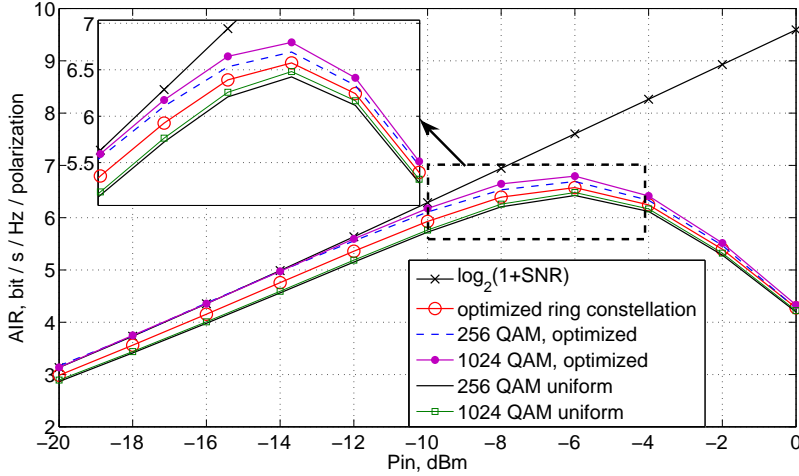 10
9
8
7
6
5
4
3
2
AIR, bit / s / Hz / polarization
7
6.5
6
5.5
log2(1+SNR)
optimized ring constellation
256 QAM, optimized
1024 QAM, optimized
256 QAM uniform
1024 QAM uniform
−20 −18 −16 −14 −12 −10 −8 −6 −4 −2 0
Pin, dBm